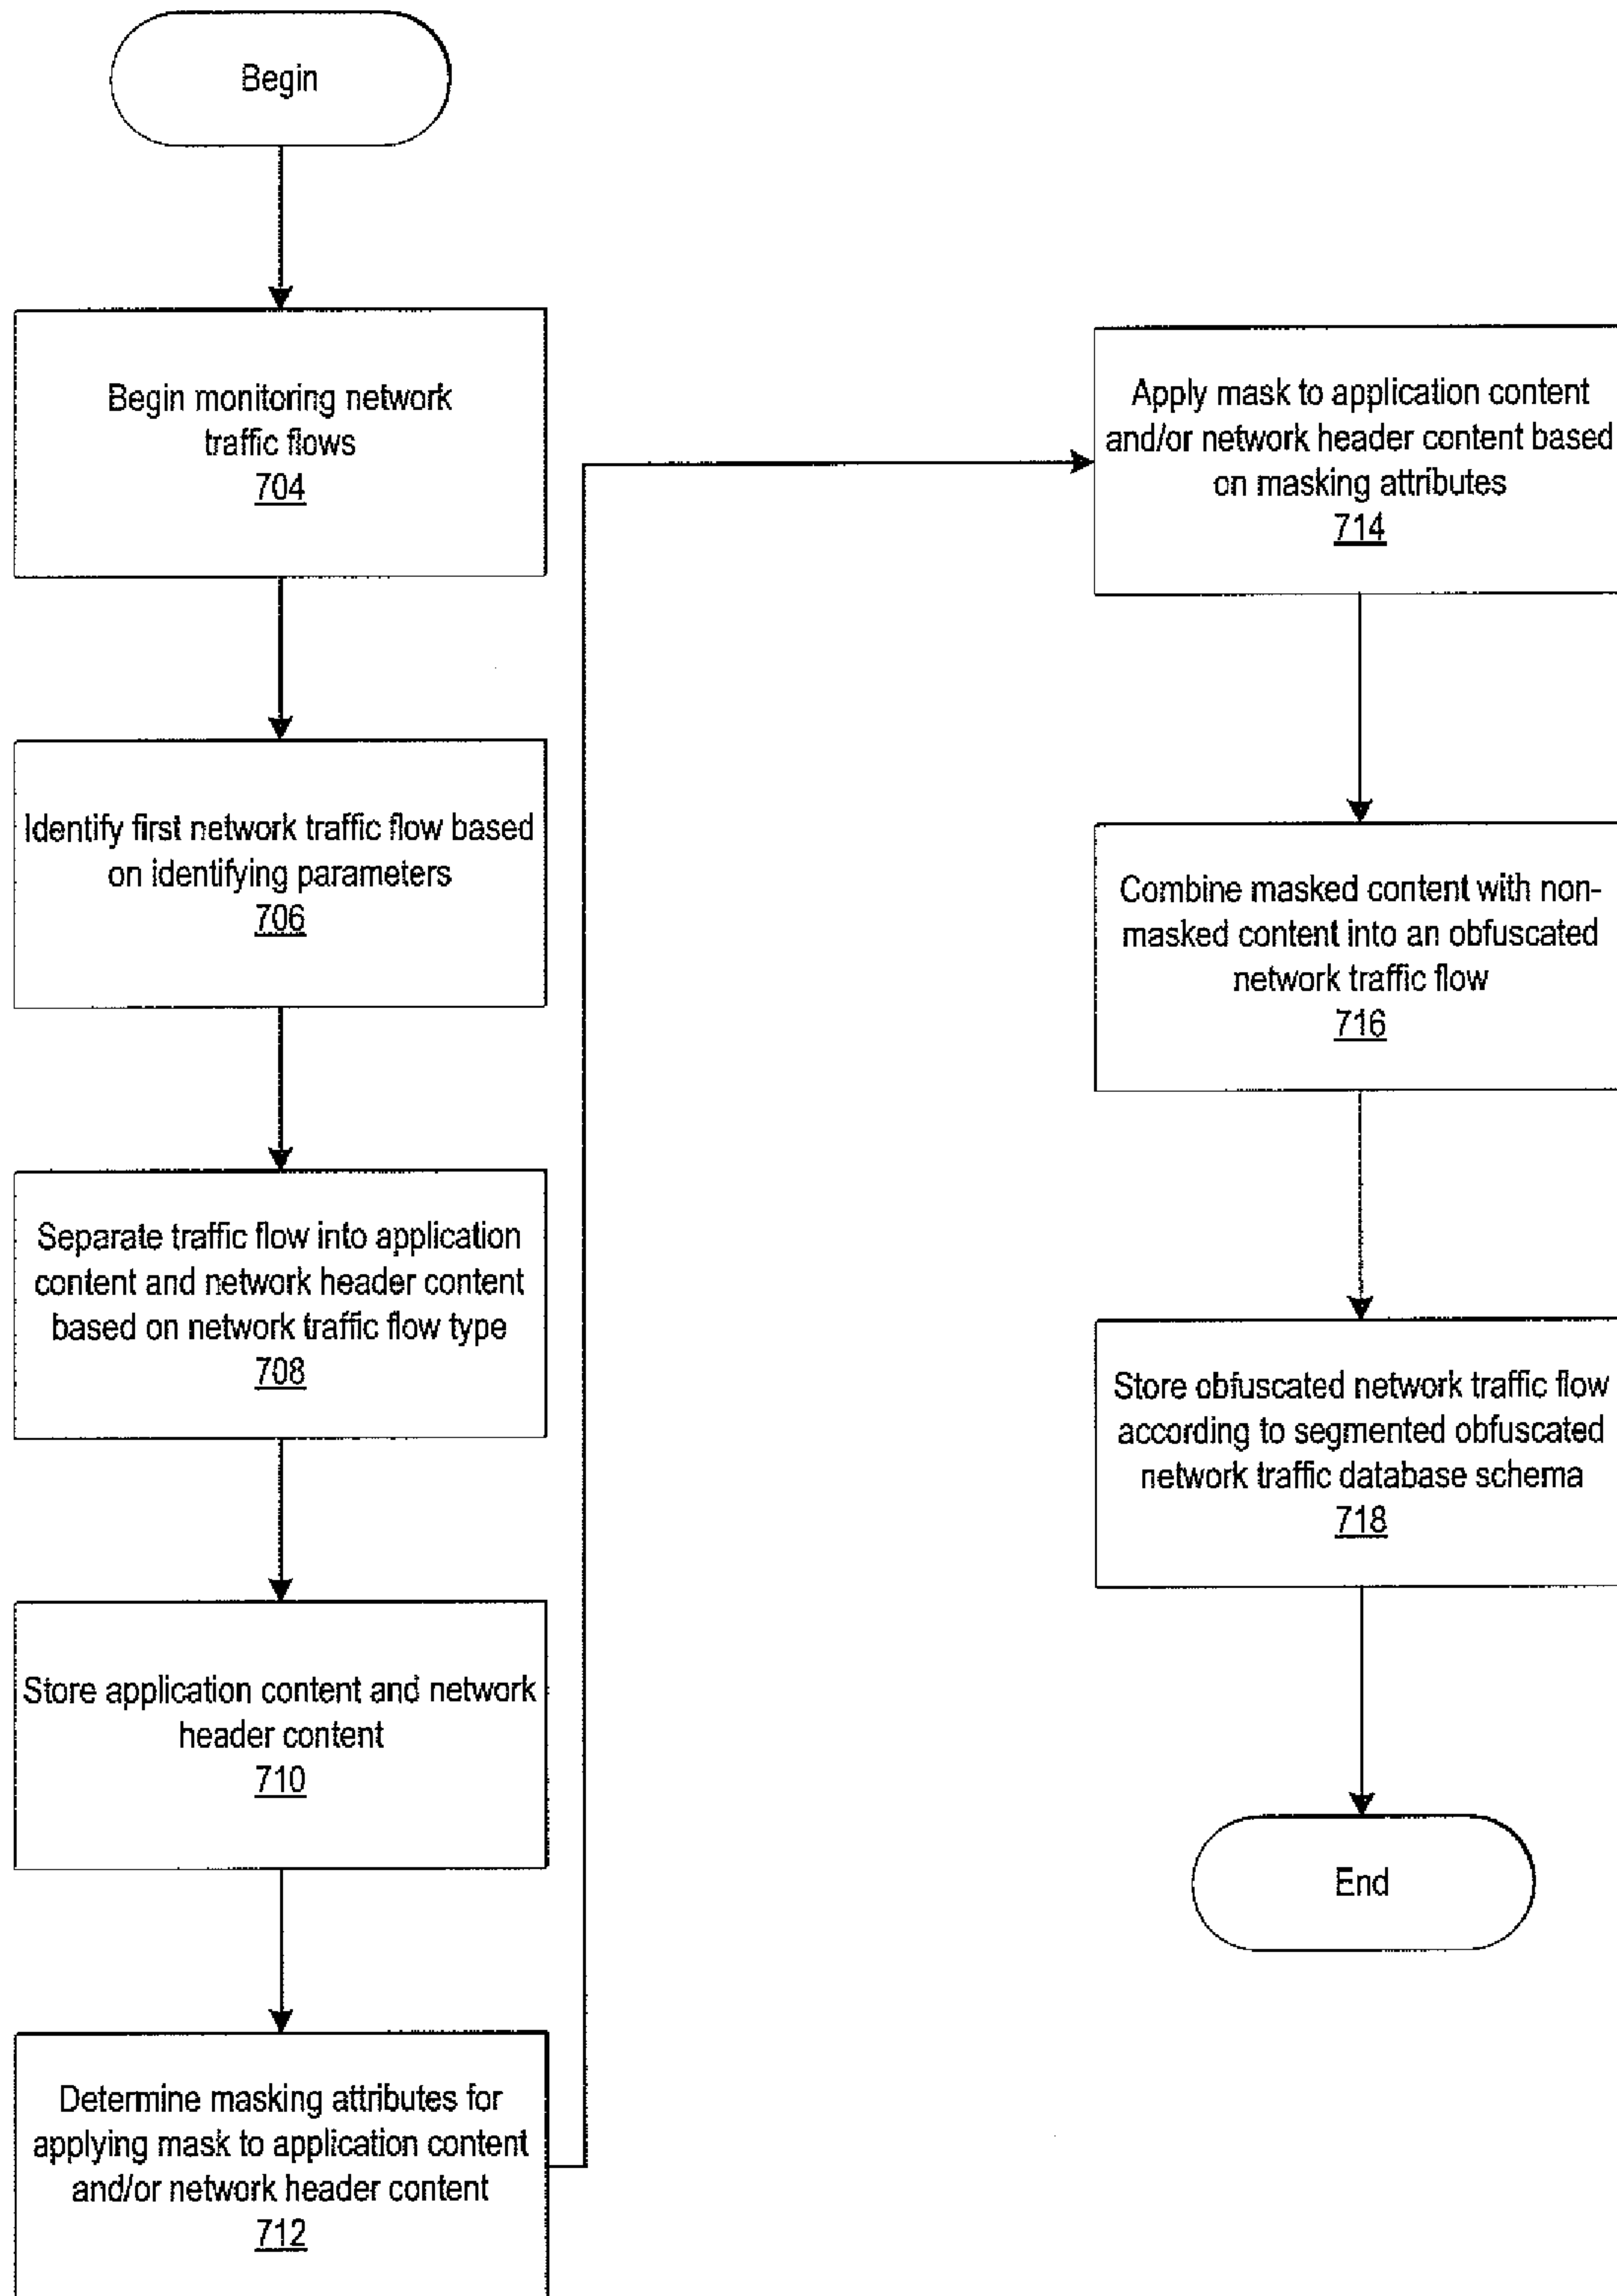 Begin
Begin monitoring network
traffic flows
704
Identify first network traffic flow based
on identifying parameters
706
Separate traffic flow into application
content and network header content
based on network traffic flow type
708
Store application content and network
header content
710
Determine masking attributes for
applying mask to application content
and/or network header content
712
Apply mask to application content
and/or network header content based
on masking attributes
714
Combine masked content with non-
masked content into an obfuscated
network traffic flow
716
Store obfuscated network traffic flow
according to segmented obfuscated
network traffic database schema
718
End